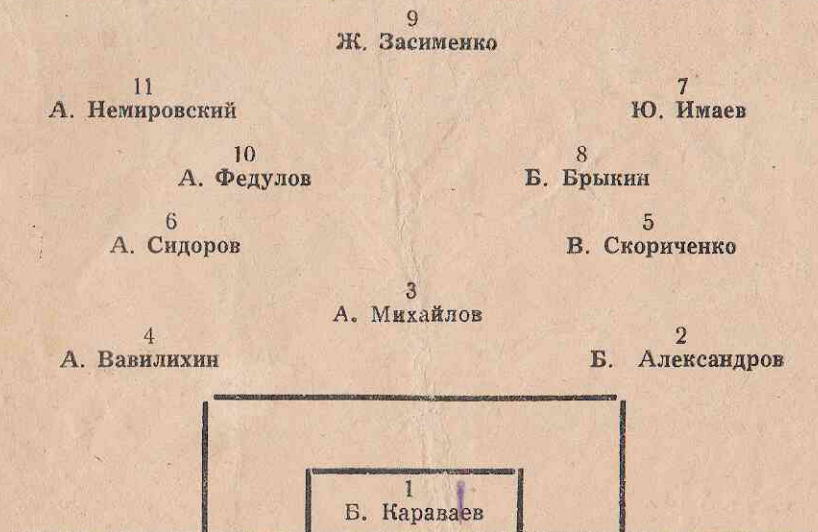 9
Ж. Засименко
11
А. Немировский
7
Ю. Имаев
10
А. Федулов
8
Б. Брыкин
6
А. Сидоров
5
В. Скориченко
3
А. Михайлов
4
А. Вавилихин
2
Б. Александров
1
Б. Караваев